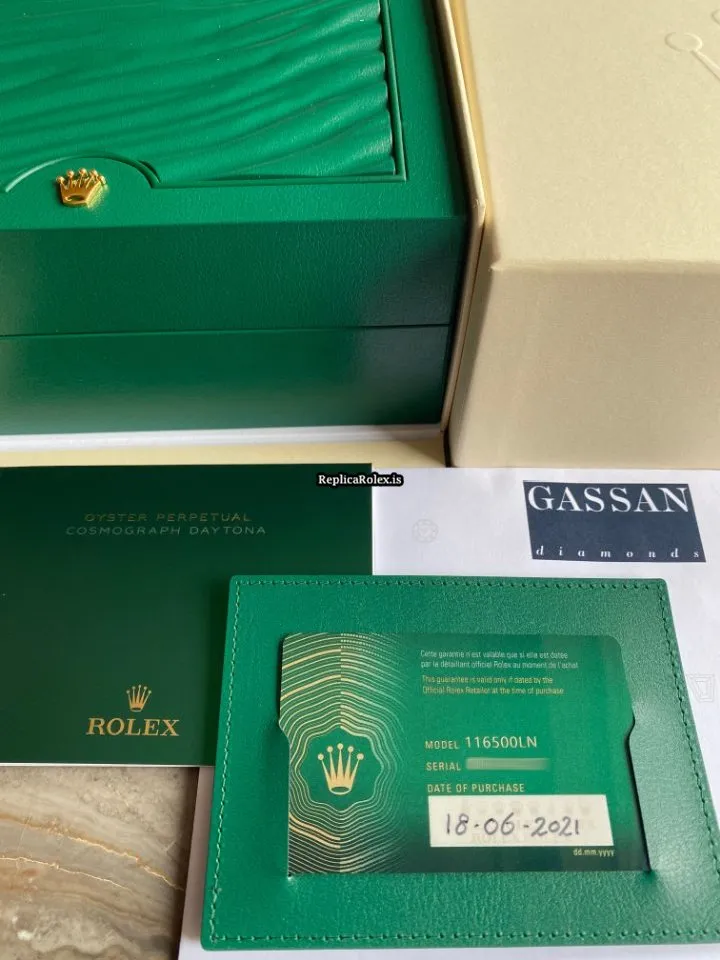 ReplicaRolex.is
GASSAN
diamonds
OYSTER PERPETUAL
COSMOGRAPH DAYTONA
ROLEX
Cette garantie n'est valable que si elle est datée
par le détaillant officiel Rolex au moment de l'achat
This guarantee is valid only if dated by the
Official Rolex Retailer at the time of purchase
MODEL 116500LN
SERIAL
DATE OF PURCHASE
18-06-2021
dd.mm.yyyy